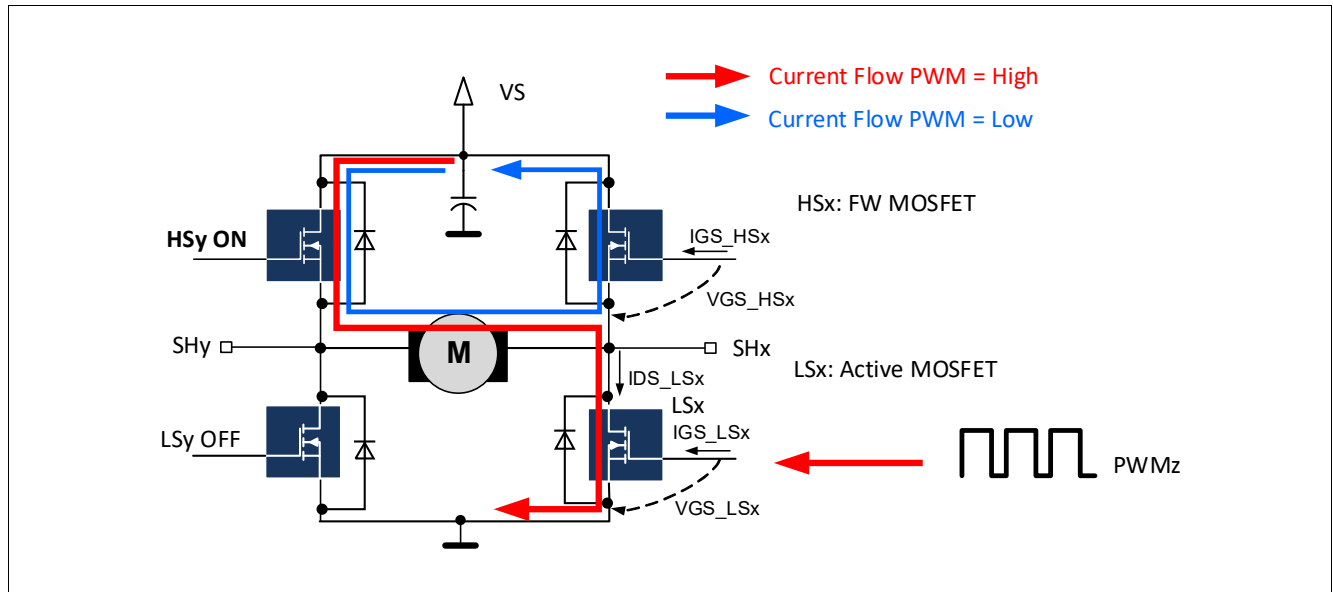 Current Flow PWM = High
VS
Current Flow PWM = Low
HSx: FW MOSFET
HSy ON
IGS_HSx
VGS_HSx
SHy
M
SHx
LSx: Active MOSFET
IDS_LSx
LSx
LSy OFF
IGS_LSx
PWMz
VGS_LSx